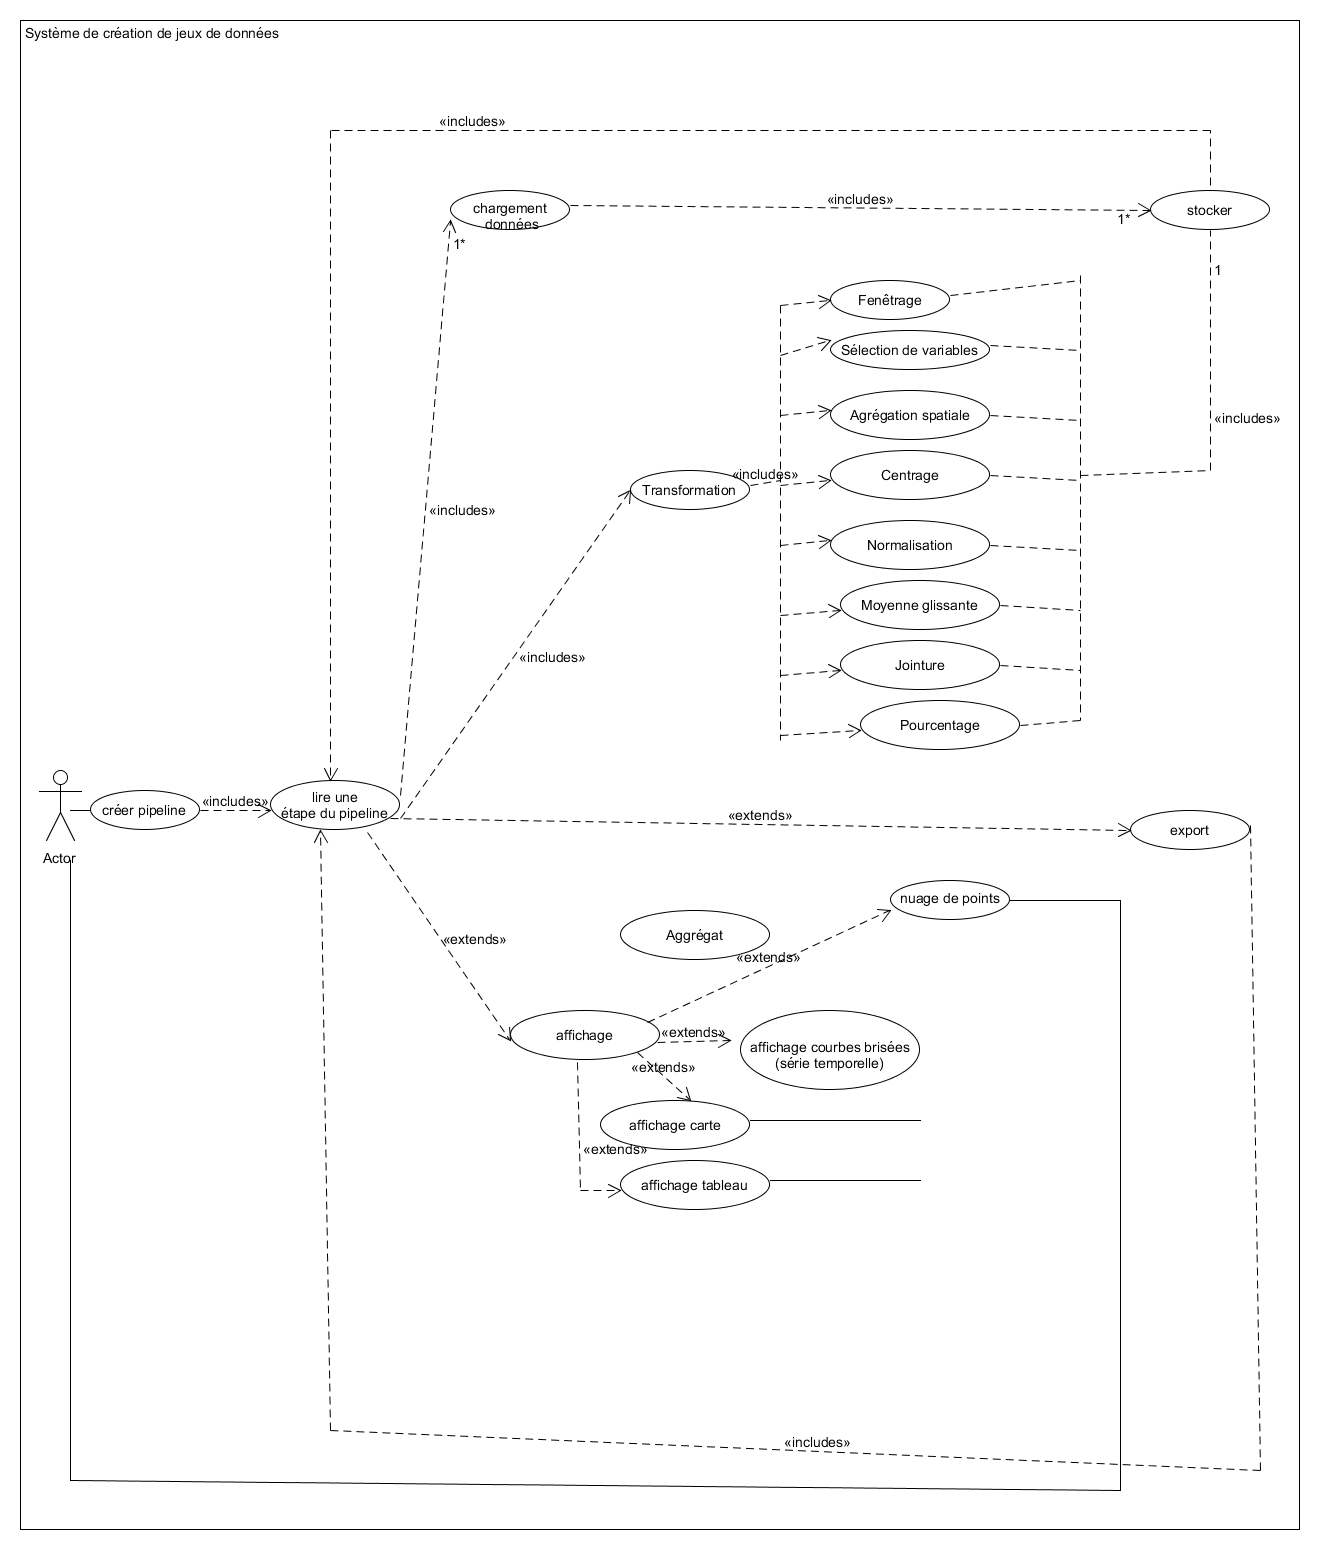 Système de création de jeux de données
«includes»
chargement
données
«includes»
stocker
1*
1*
1
Fenêtrage
Sélection de variables
Agrégation spatiale
«includes»
Transformation
«includes»
Centrage
«includes»
Normalisation
Moyenne glissante
«includes»
Jointure
Pourcentage
Actor
créer pipeline
«includes»
lire une
étape du pipeline
«extends»
export
nuage de points
«extends»
Aggrégat
«extends»
affichage
«extends»
affichage courbes brisées
(série temporelle)
«extends»
affichage carte
«extends»
affichage tableau
«includes»